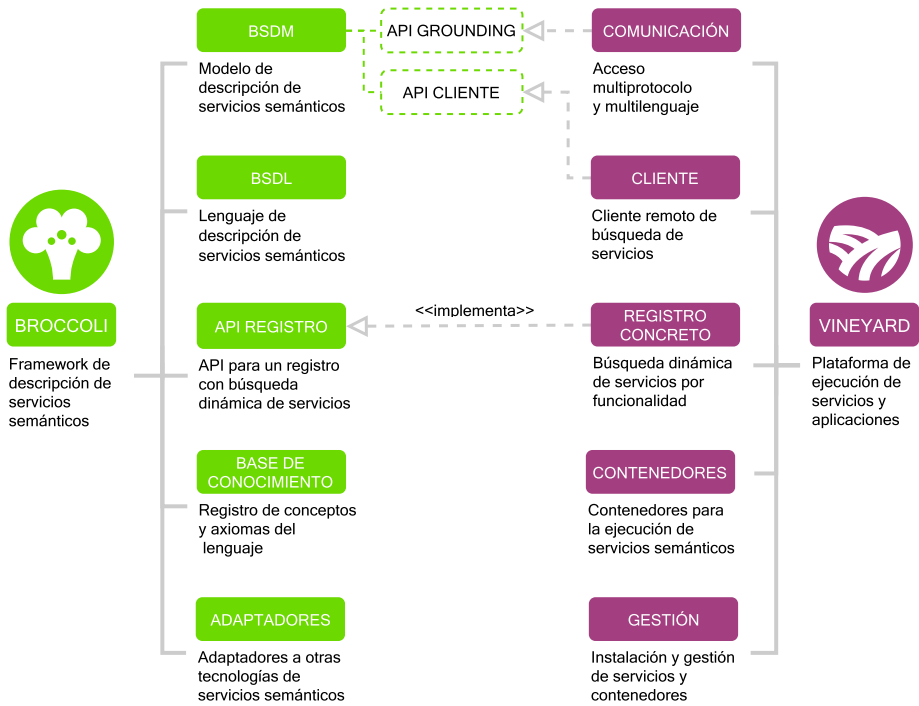 BSDM
Modelo de
descripción de
servicios semánticos
API GROUNDING
API CLIENTE
COMUNICACIÓN
Acceso
multiprotocolo
y multilenguaje
BSDL
Lenguaje de
descripción de
servicios semánticos
CLIENTE
Cliente remoto de
búsqueda de
servicios
BROCCOLI
Framework de
descripción de
servicios
semánticos
API REGISTRO
API para un registro
con búsqueda
dinámica de servicios
<<implementa>>
REGISTRO
CONCRETO
Búsqueda dinámica
de servicios por
funcionalidad
VINEYARD
Plataforma de
ejecución de
servicios y
aplicaciones
BASE DE
CONOCIMIENTO
Registro de conceptos
y axiomas del
lenguaje
CONTENEDORES
Contenedores para
la ejecución de
servicios semánticos
ADAPTADORES
Adaptadores a otras
tecnologías de
servicios semánticos
GESTIÓN
Instalación y gestión
de servicios y
contenedores